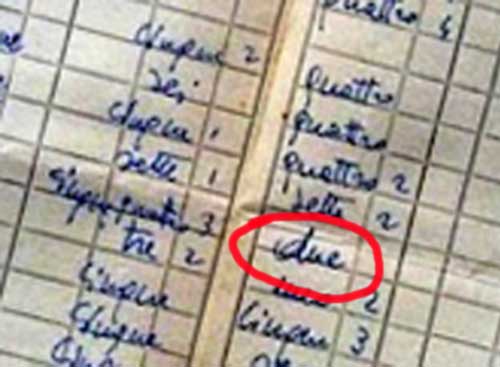 cinque 2
sei
cinque 1
sette 1
quattro 3
tre 2
cinque
cinque
quattro 4
quattro
quattro
quattro 2
sette 2
due
2
cinque 3